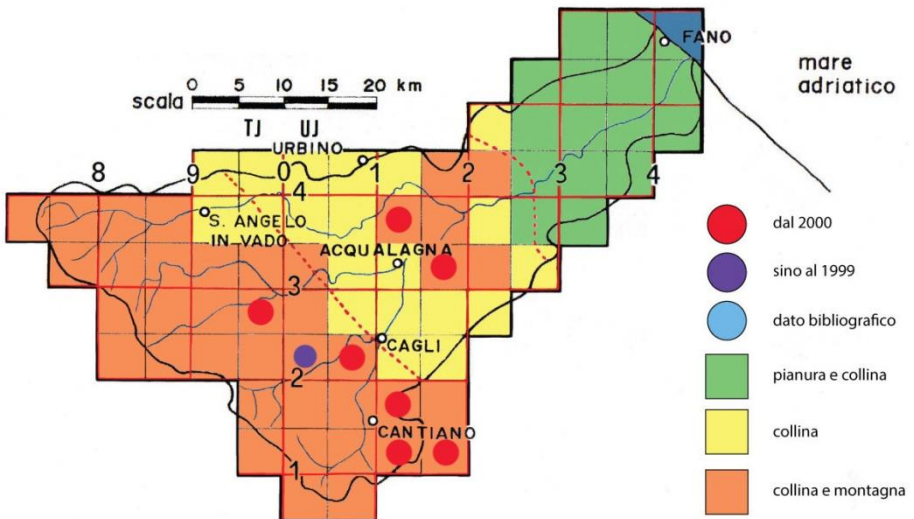 FANO
mare
adriatico
0 5 10 15 20 km
scala
TJ UJ
URBINO
8 9 0 1 2 3 4
4
S. ANGELO
IN VADO
ACQUALAGNA
3
CAGLI
2
CANTIANO
1
dal 2000
sino al 1999
dato bibliografico
pianura e collina
collina
collina e montagna